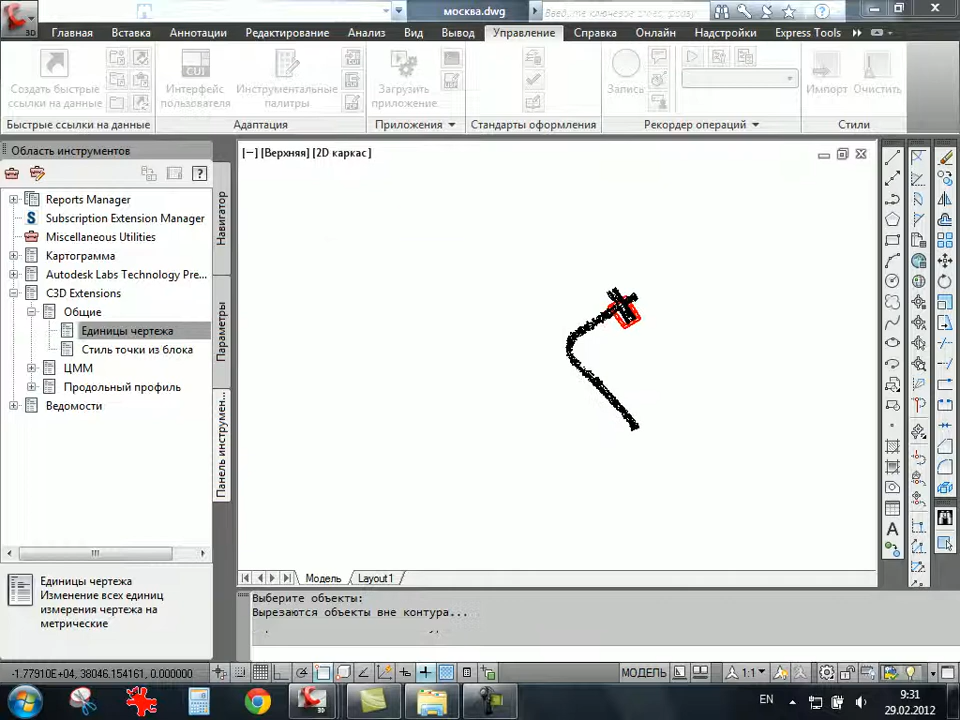 москва.dwg
Введите ключевое слово/фразу
Главная Вставка Аннотации Редактирование Анализ Вид Вывод Управление Справка Онлайн Надстройки Express Tools
Создать быстрые
ссылки на данные
CUI
Интерфейс
пользователя
Инструментальные
палитры
Загрузить
приложение
Запись
Импорт
Очистить
Быстрые ссылки на данные
Адаптация
Приложения
Стандарты оформления
Рекордер операций
Стили
Область инструментов
[−] [Верхняя] [2D каркас]
Reports Manager
Subscription Extension Manager
Miscellaneous Utilities
Картограмма
Autodesk Labs Technology Pre...
C3D Extensions
Общие
Единицы чертежа
Стиль точки из блока
ЦММ
Продольный профиль
Ведомости
Навигатор
Параметры
Панель инструмен...
Единицы чертежа
Изменение всех единиц
измерения чертежа на
метрические
Модель Layout1
Выберите объекты:
Вырезаются объекты вне контура...
-1.77910E+04, 38046.154161, 0.000000
МОДЕЛЬ
1:1
EN
9:31
29.02.2012